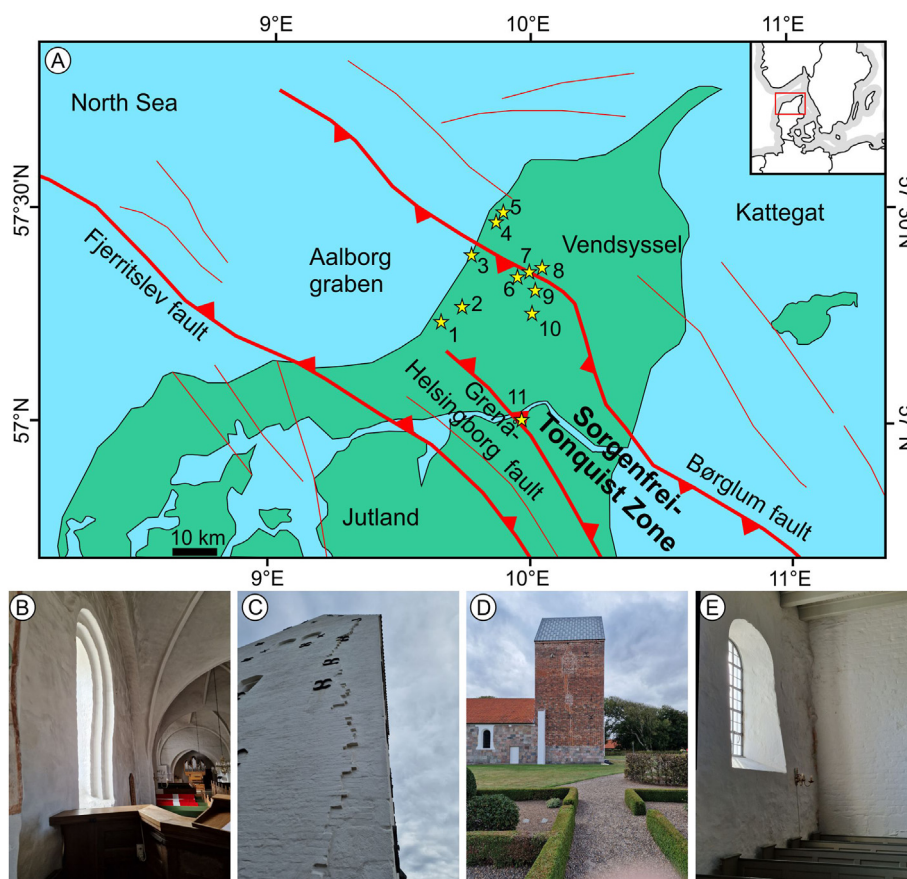 9°E
10°E
11°E
A
North Sea
57°30'N
57°30'N
Kattegat
5
4
Vendsyssel
3
7
8
Aalborg
graben
6
9
2
10
1
Fjerritslev fault
11
57°N
57°N
Grenå-
Helsingborg fault
Sorgenfrei-
Tonquist Zone
Børglum fault
Jutland
10 km
9°E
10°E
11°E
B
C
D
E